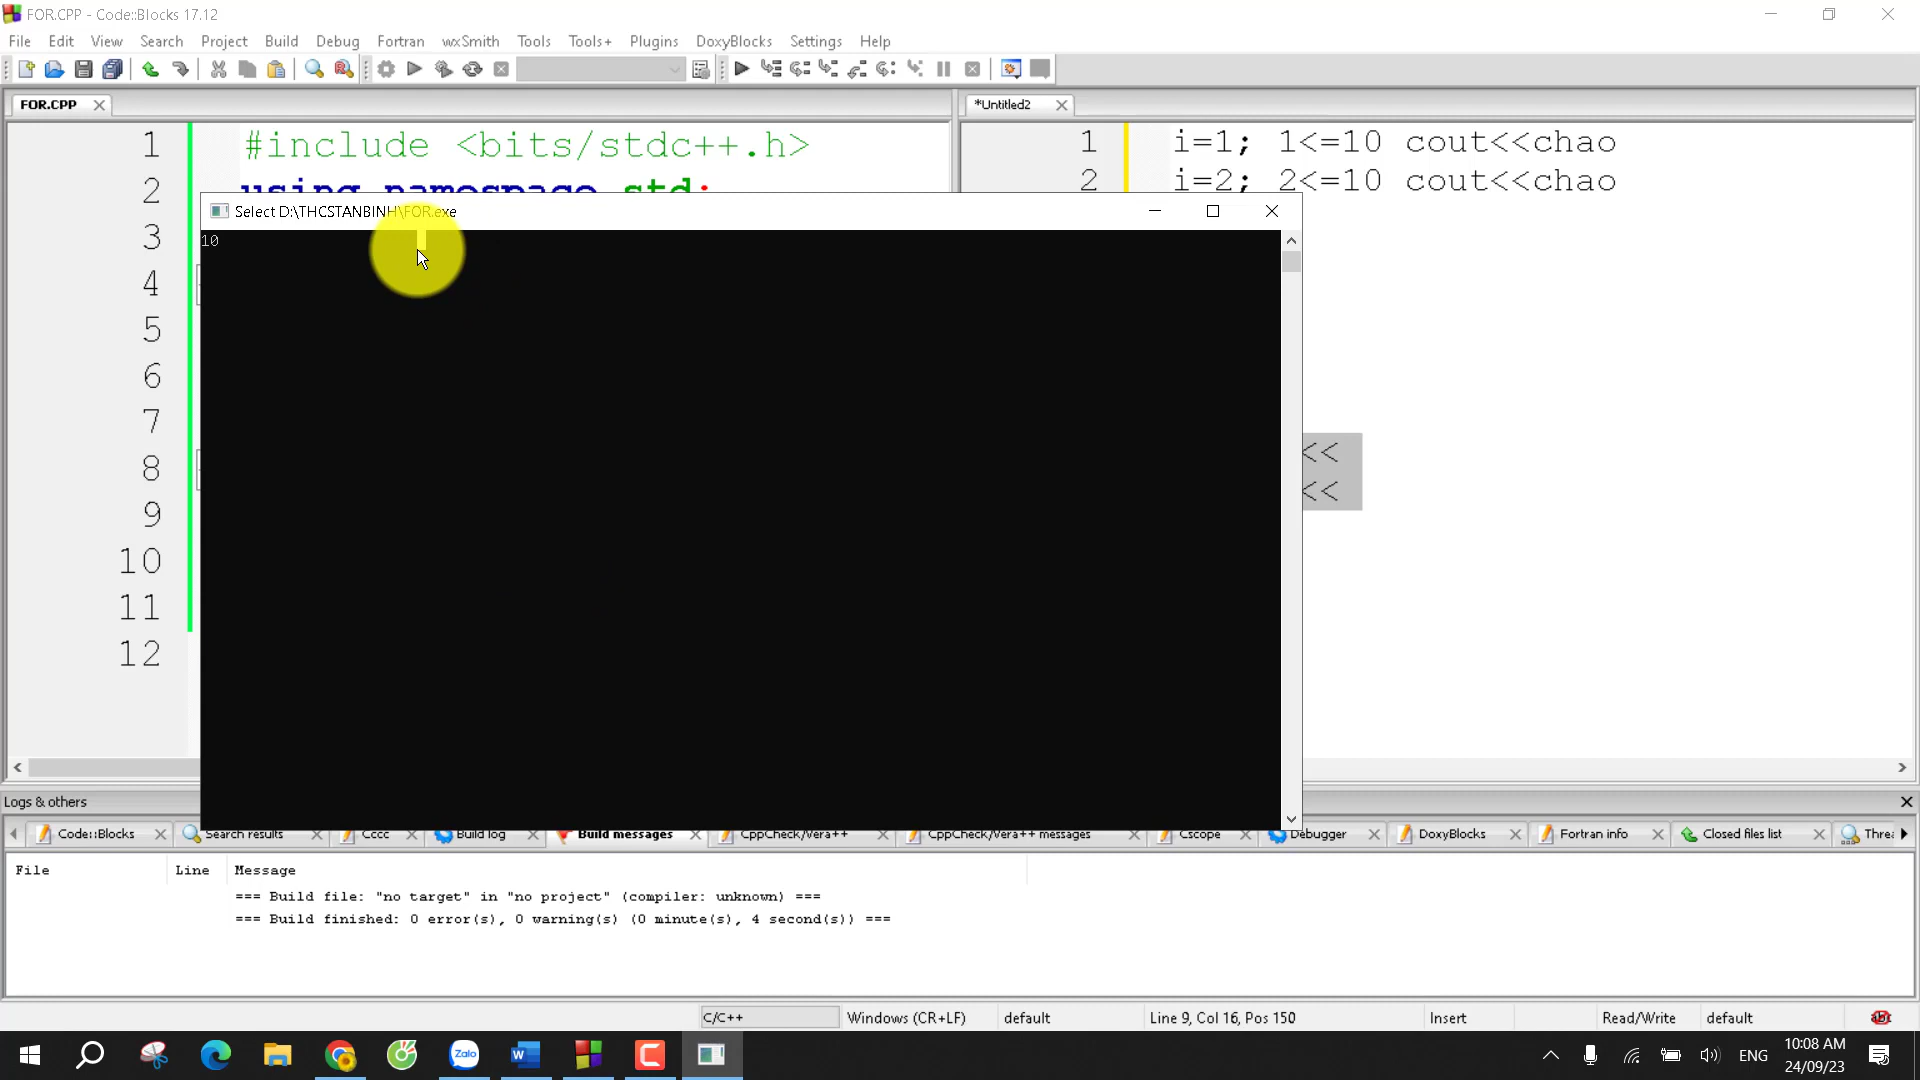 FOR.CPP - Code::Blocks 17.12
File Edit View Search Project Build Debug Fortran wxSmith Tools Tools+ Plugins DoxyBlocks Settings Help
FOR.CPP
*Untitled2
1 #include <bits/stdc++.h>
2 using namespace std;
3
4
5
6
7
8
9
10
11
12
1 i=1; 1<=10 cout<<chao
2 i=2; 2<=10 cout<<chao
<<
<<
Select D:\THCSTANBINH\FOR.exe
10
Logs & others
Code::Blocks Search results Cccc Build log Build messages CppCheck/Vera++ CppCheck/Vera++ messages Cscope Debugger DoxyBlocks Fortran info Closed files list
File Line Message
=== Build file: "no target" in "no project" (compiler: unknown) ===
=== Build finished: 0 error(s), 0 warning(s) (0 minute(s), 4 second(s)) ===
C/C++ Windows (CR+LF) default Line 9, Col 16, Pos 150 Insert Read/Write default
Zalo
ENG
10:08 AM
24/09/23